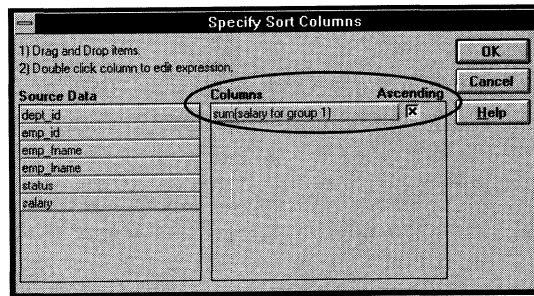 Specify Sort Columns
1) Drag and Drop items.
2) Double click column to edit expression.
OK
Cancel
Help
Source Data
Columns
Ascending
dept_id
emp_id
emp_fname
emp_lname
status
salary
sum(salary for group 1)